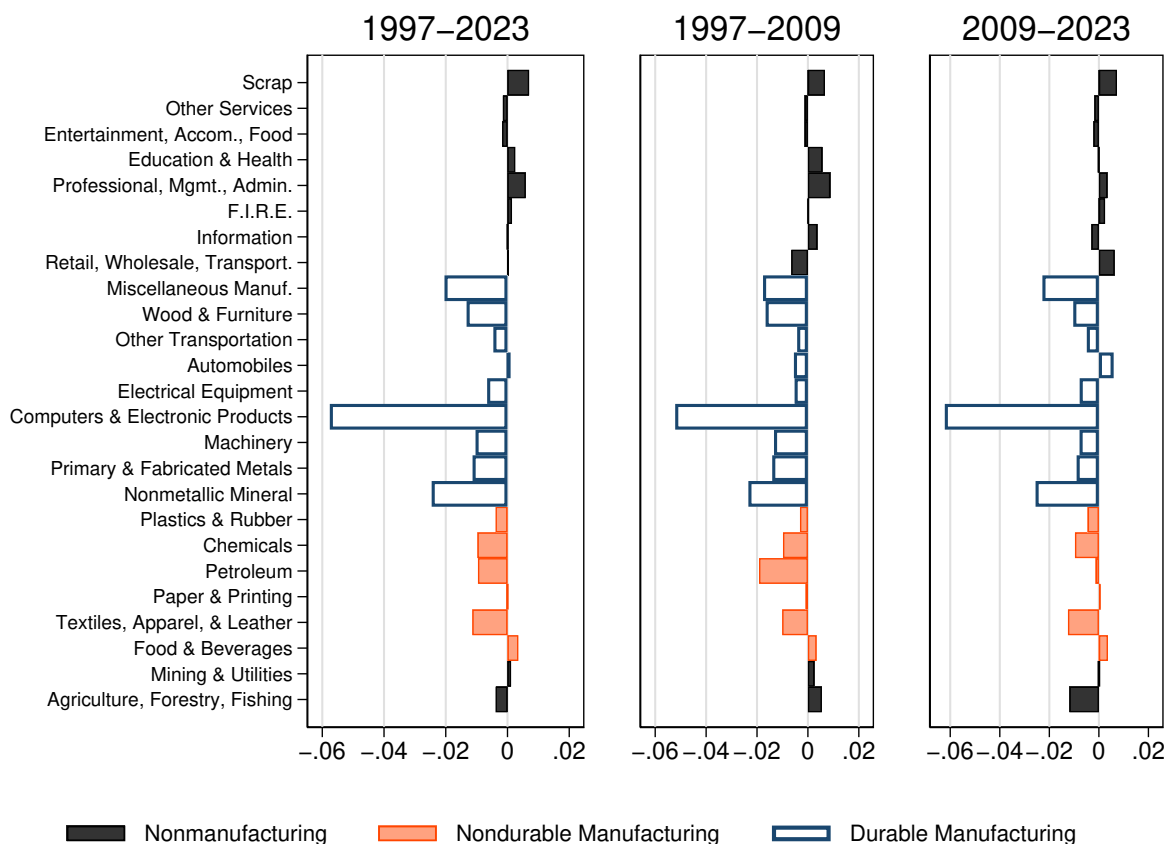 1997−2023 1997−2009 2009−2023
Scrap
Other Services
Entertainment, Accom., Food
Education & Health
Professional, Mgmt., Admin.
F.I.R.E.
Information
Retail, Wholesale, Transport.
Miscellaneous Manuf.
Wood & Furniture
Other Transportation
Automobiles
Electrical Equipment
Computers & Electronic Products
Machinery
Primary & Fabricated Metals
Nonmetallic Mineral
Plastics & Rubber
Chemicals
Petroleum
Paper & Printing
Textiles, Apparel, & Leather
Food & Beverages
Mining & Utilities
Agriculture, Forestry, Fishing
−.06 −.04 −.02 0 .02 −.06 −.04 −.02 0 .02 −.06 −.04 −.02 0 .02
Nonmanufacturing Nondurable Manufacturing Durable Manufacturing